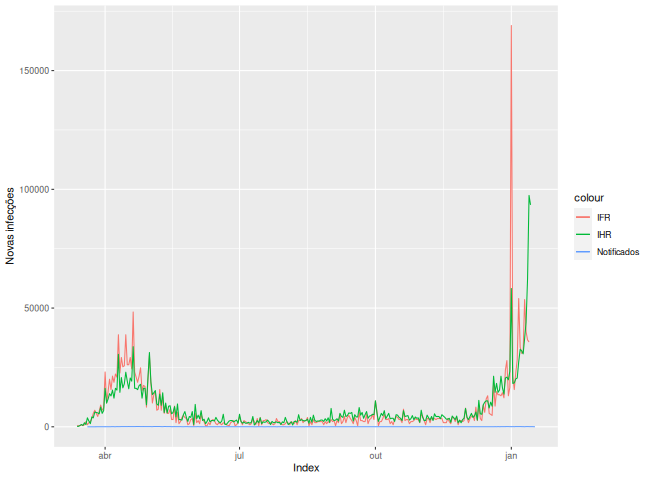 150000
100000
50000
0
Novas infecções
abr
jul
out
jan
Index
colour
IFR
IHR
Notificados